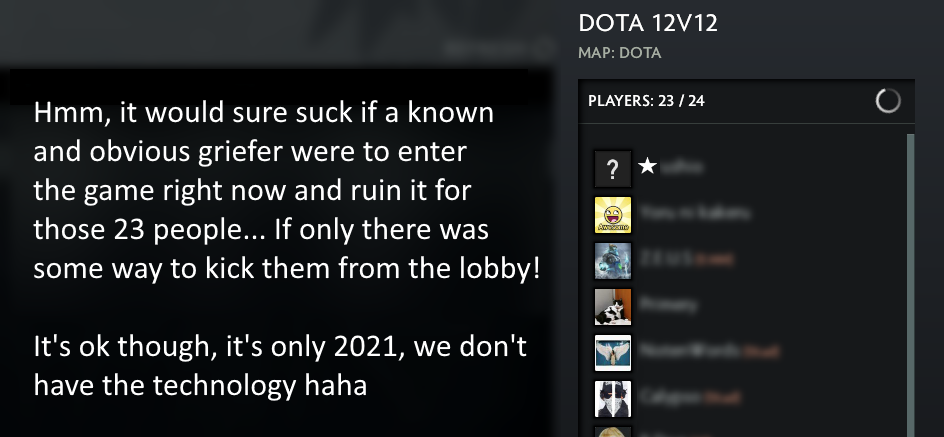 Hmm, it would sure suck if a known
and obvious griefer were to enter
the game right now and ruin it for
those 23 people... If only there was
some way to kick them from the lobby!
It's ok though, it's only 2021, we don't
have the technology haha
DOTA 12V12
MAP: DOTA
PLAYERS: 23 / 24
?
Awesome